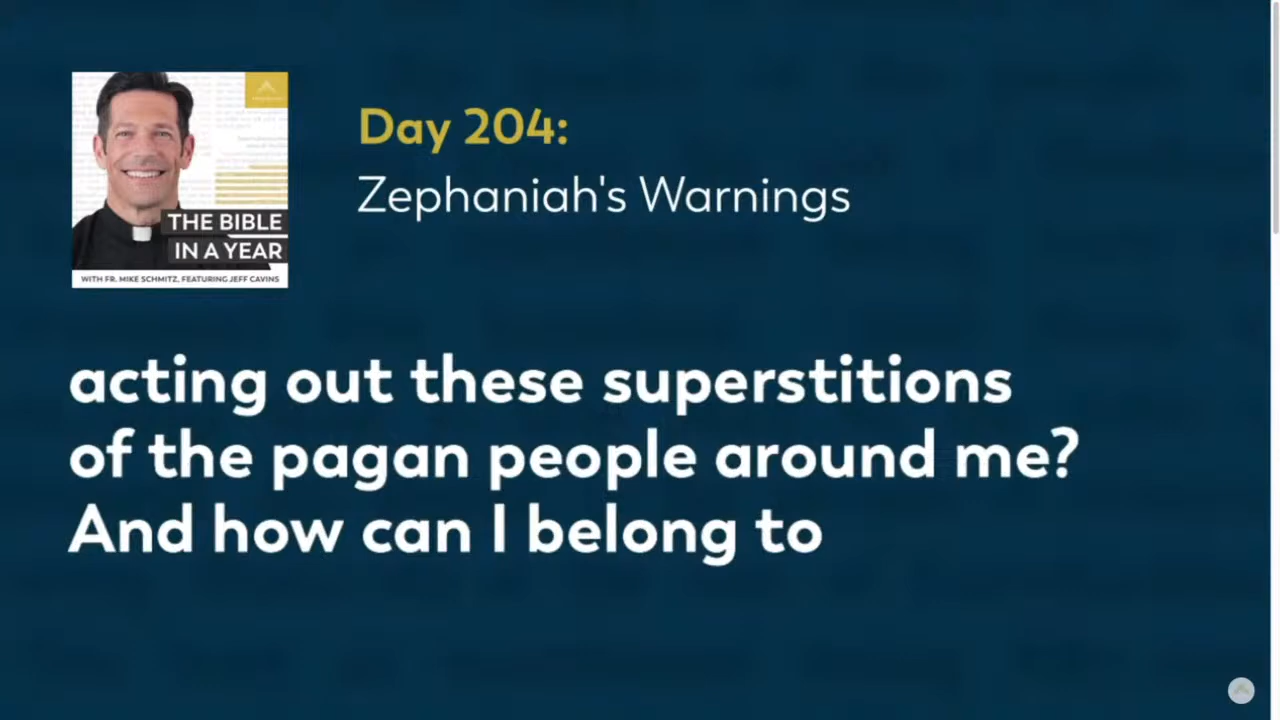 Day 204:
Zephaniah's Warnings
THE BIBLE
IN A YEAR
WITH FR. MIKE SCHMITZ, FEATURING JEFF CAVINS
acting out these superstitions
of the pagan people around me?
And how can I belong to